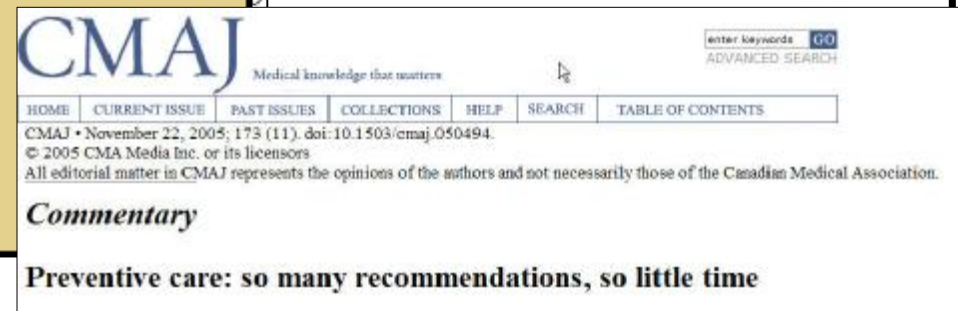 CMAJ
Medical knowledge that matters
enter keywords GO
ADVANCED SEARCH
HOME CURRENT ISSUE PAST ISSUES COLLECTIONS HELP SEARCH TABLE OF CONTENTS
CMAJ • November 22, 2005; 173 (11). doi:10.1503/cmaj.050494.
© 2005 CMA Media Inc. or its licensors
All editorial matter in CMAJ represents the opinions of the authors and not necessarily those of the Canadian Medical Association.
Commentary
Preventive care: so many recommendations, so little time